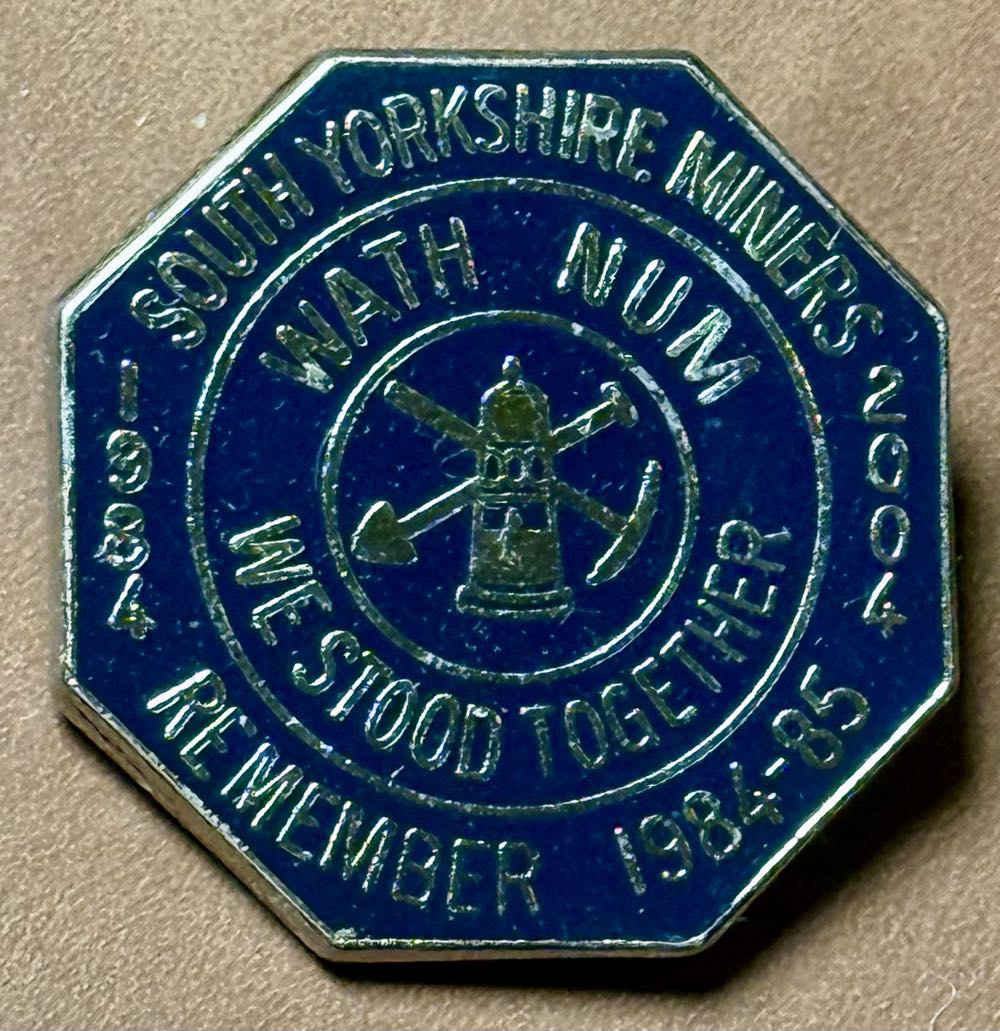 SOUTH YORKSHIRE MINERS
1984
2004
WATH NUM
WE STOOD TOGETHER
REMEMBER 1984-85